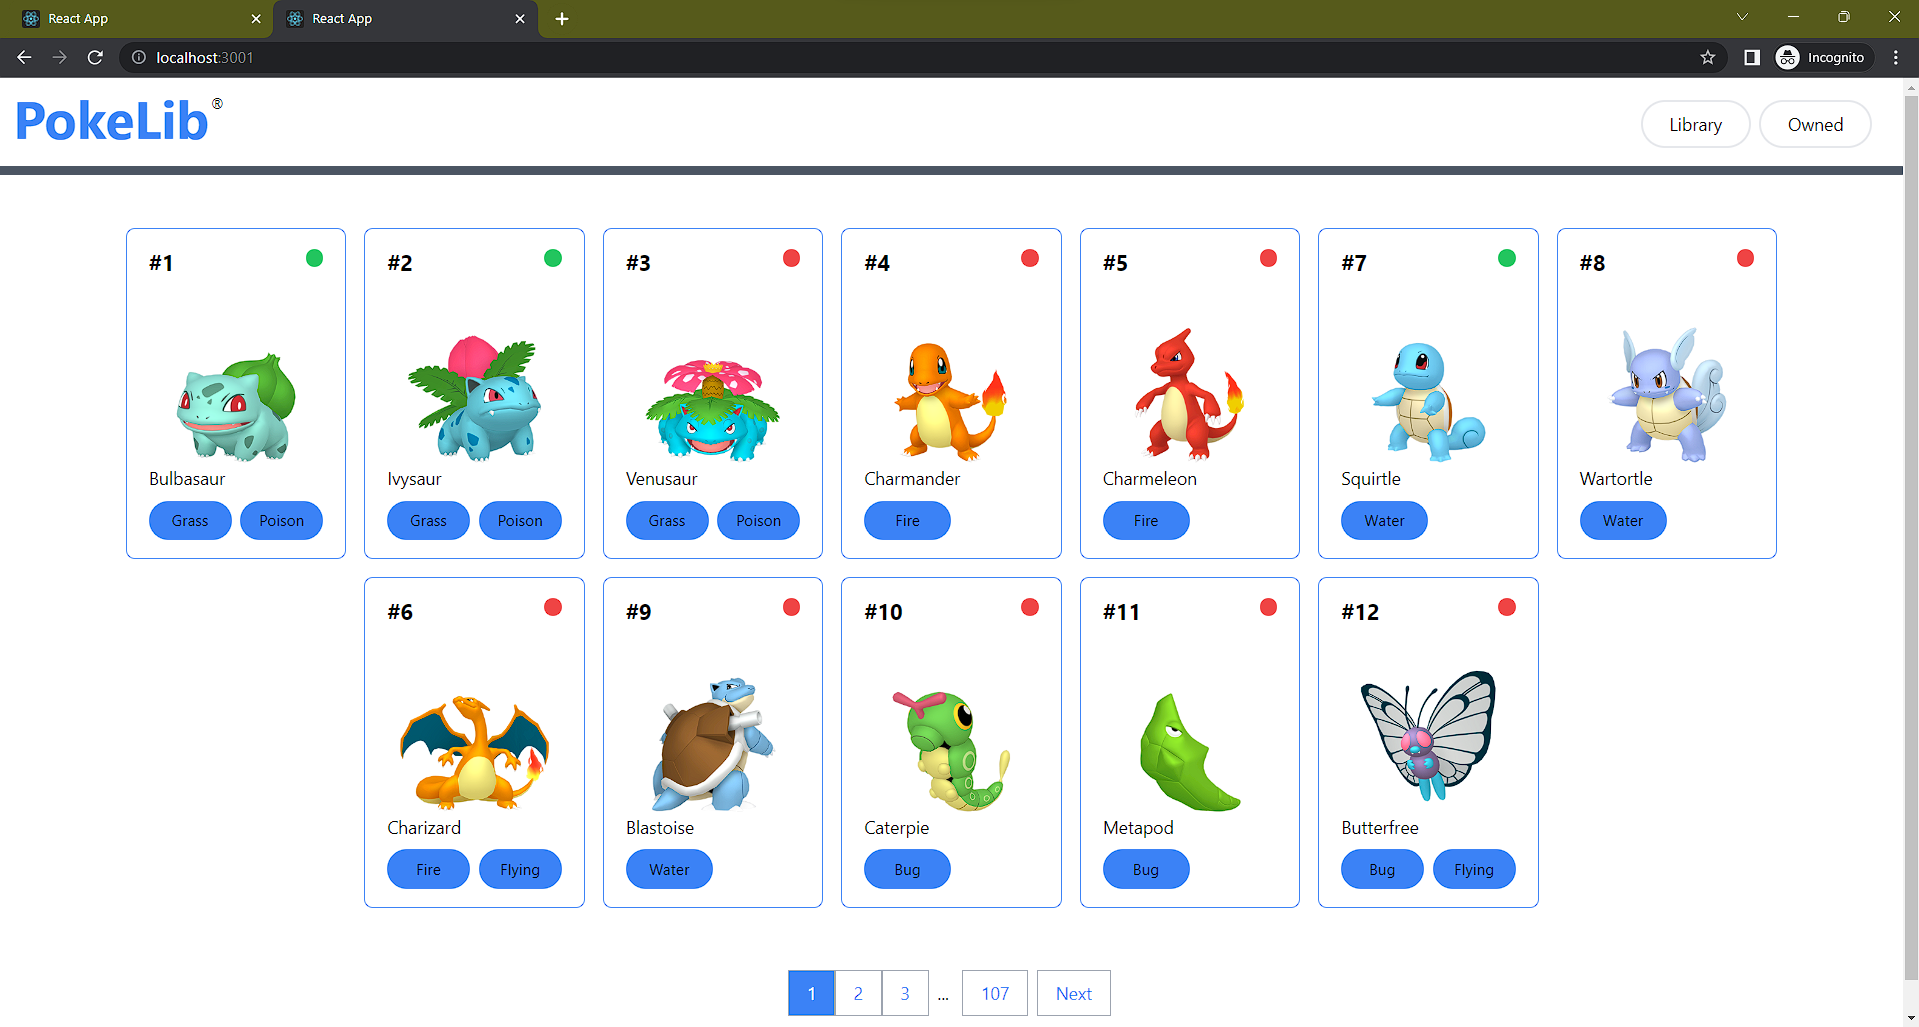 React App
React App
localhost:3001
Incognito
PokeLib®
Library
Owned
#1
#2
#3
#4
#5
#7
#8
Bulbasaur
Ivysaur
Venusaur
Charmander
Charmeleon
Squirtle
Wartortle
Grass Poison
Grass Poison
Grass Poison
Fire
Fire
Water
Water
#6
#9
#10
#11
#12
Charizard
Blastoise
Caterpie
Metapod
Butterfree
Fire Flying
Water
Bug
Bug
Bug Flying
1 2 3 ... 107 Next